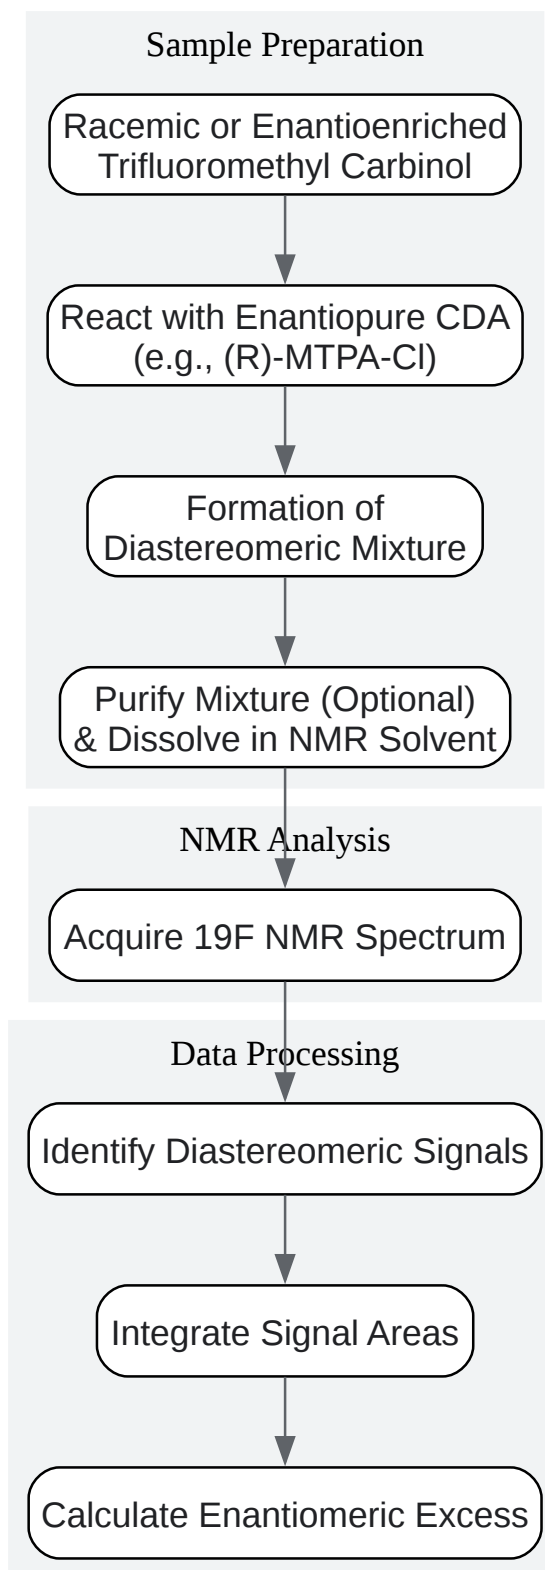 Sample Preparation
Racemic or Enantioenriched
Trifluoromethyl Carbinol
React with Enantiopure CDA
(e.g., (R)-MTPA-Cl)
Formation of
Diastereomeric Mixture
Purify Mixture (Optional)
& Dissolve in NMR Solvent
NMR Analysis
Acquire 19F NMR Spectrum
Data Processing
Identify Diastereomeric Signals
Integrate Signal Areas
Calculate Enantiomeric Excess